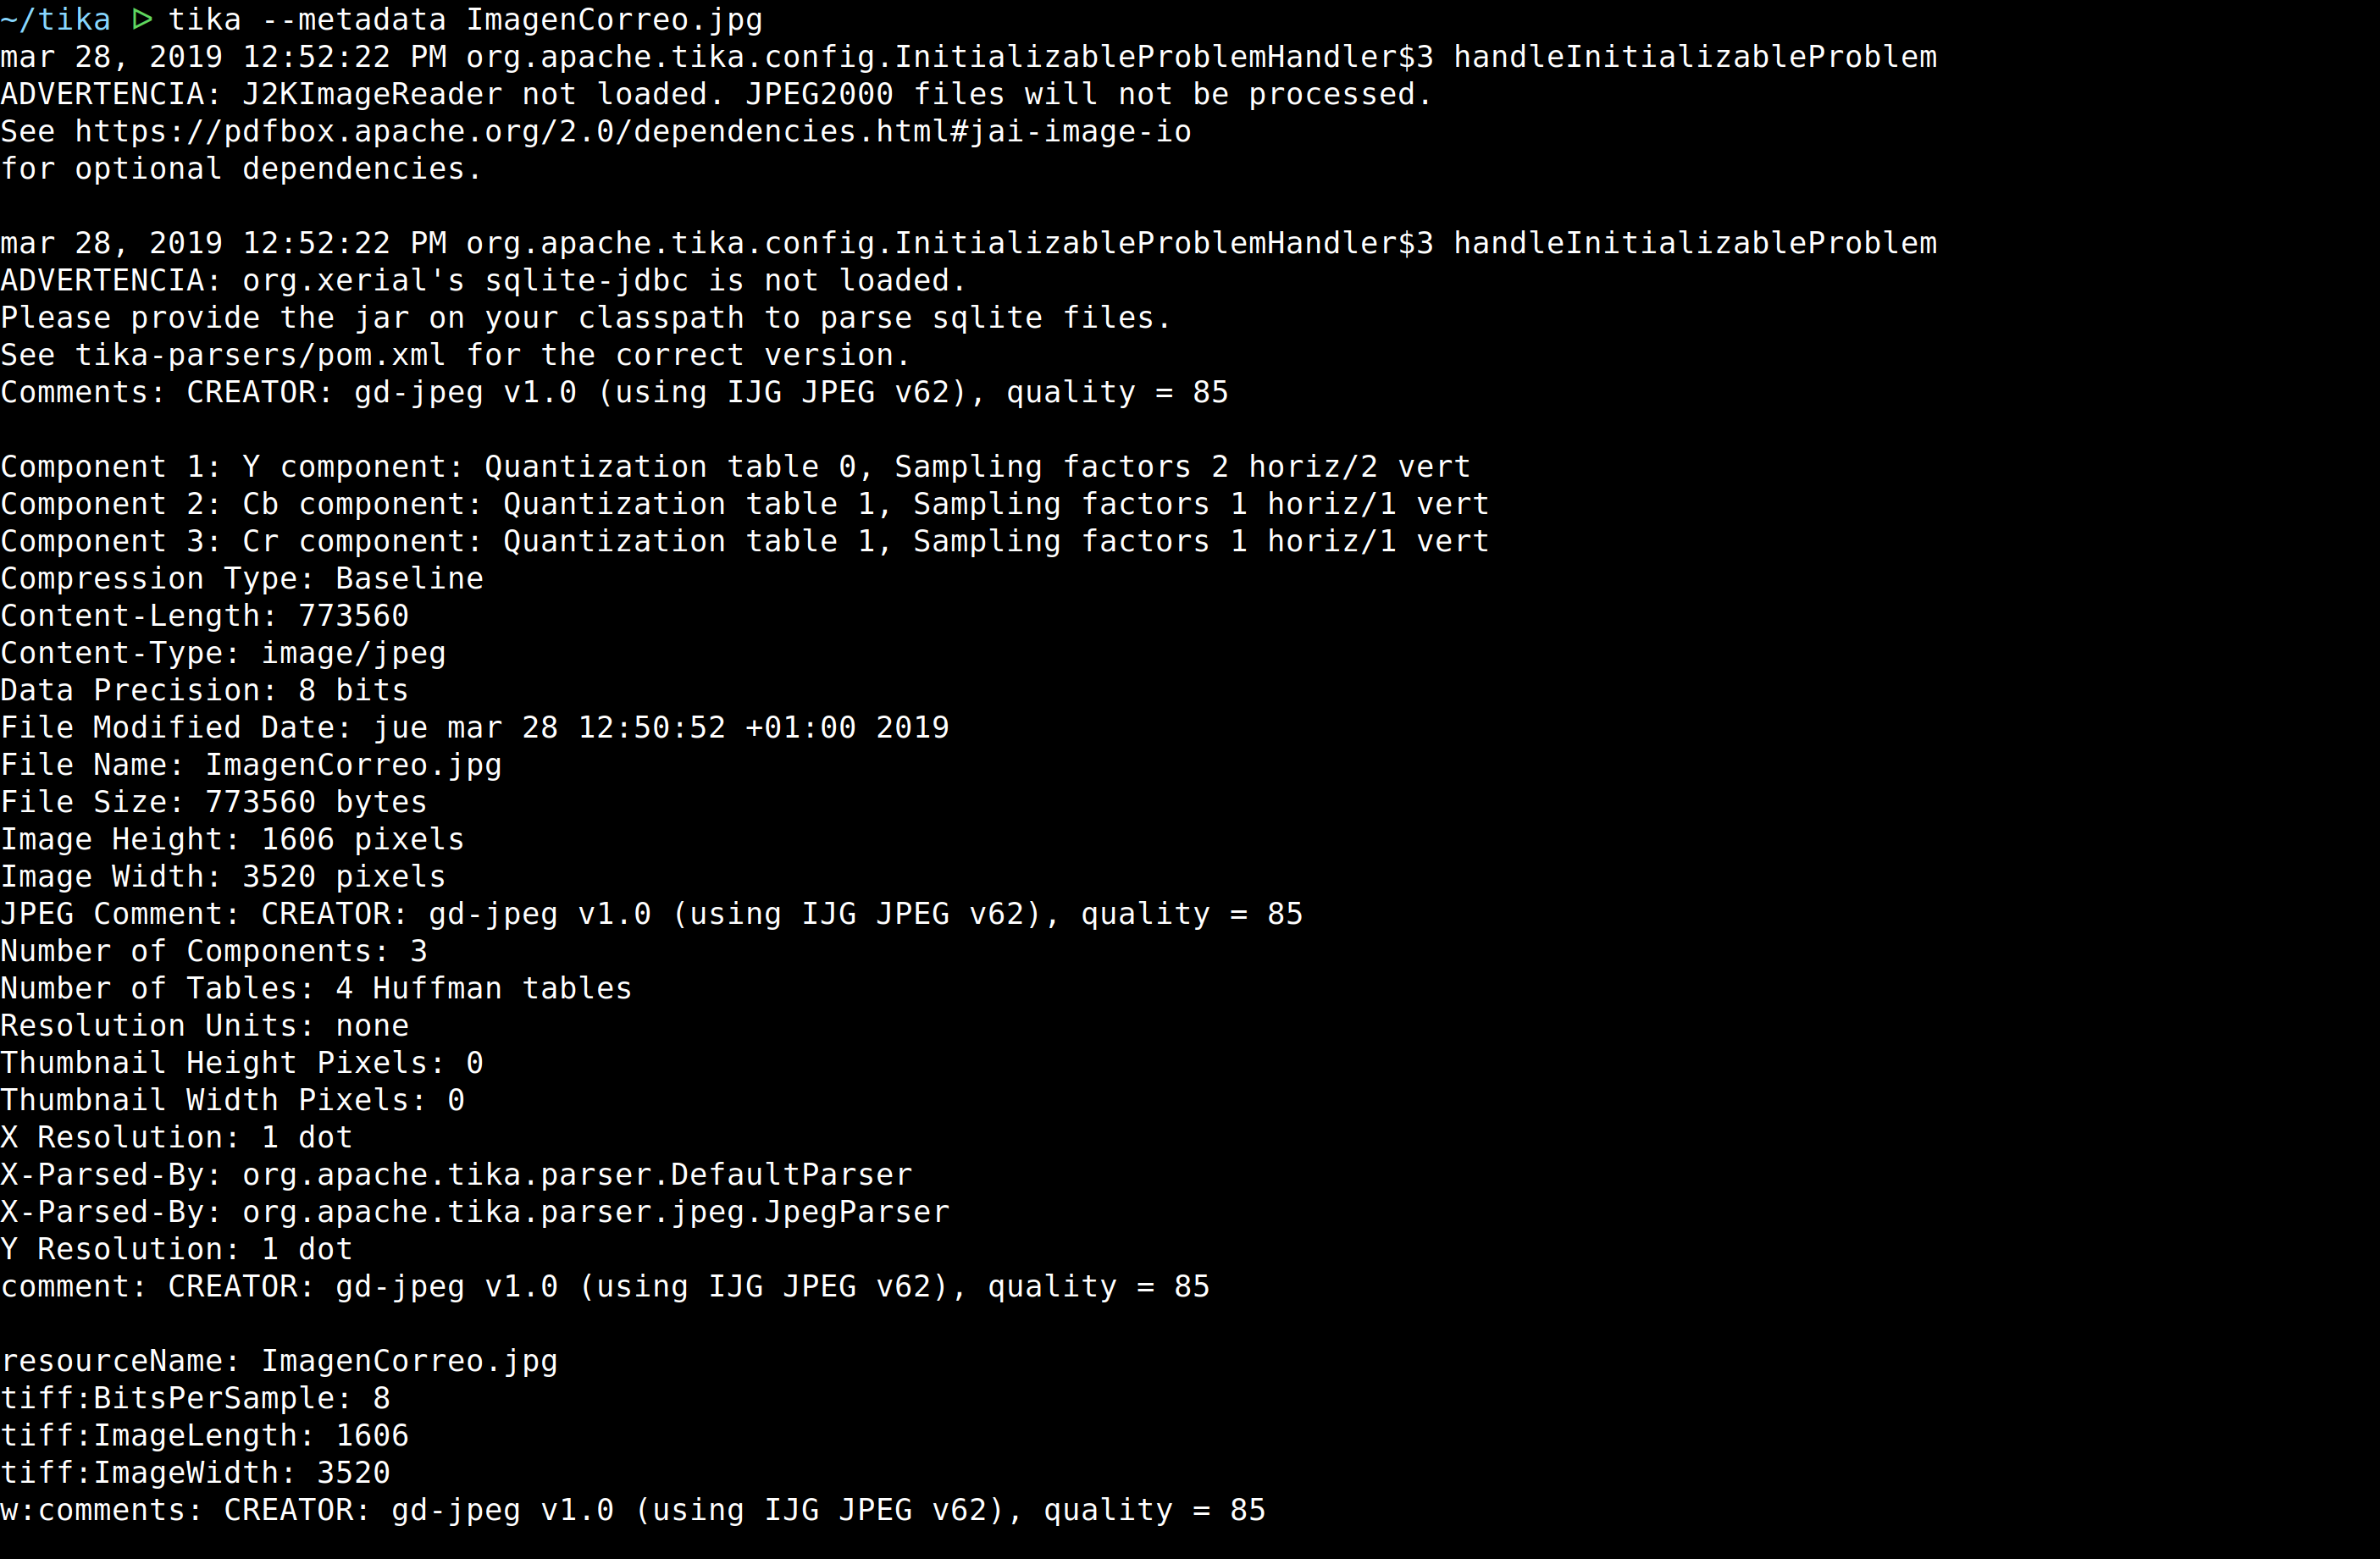 ~/tika ᐅ tika --metadata ImagenCorreo.jpg
mar 28, 2019 12:52:22 PM org.apache.tika.config.InitializableProblemHandler$3 handleInitializableProblem
ADVERTENCIA: J2KImageReader not loaded. JPEG2000 files will not be processed.
See https://pdfbox.apache.org/2.0/dependencies.html#jai-image-io
for optional dependencies.

mar 28, 2019 12:52:22 PM org.apache.tika.config.InitializableProblemHandler$3 handleInitializableProblem
ADVERTENCIA: org.xerial's sqlite-jdbc is not loaded.
Please provide the jar on your classpath to parse sqlite files.
See tika-parsers/pom.xml for the correct version.
Comments: CREATOR: gd-jpeg v1.0 (using IJG JPEG v62), quality = 85

Component 1: Y component: Quantization table 0, Sampling factors 2 horiz/2 vert
Component 2: Cb component: Quantization table 1, Sampling factors 1 horiz/1 vert
Component 3: Cr component: Quantization table 1, Sampling factors 1 horiz/1 vert
Compression Type: Baseline
Content-Length: 773560
Content-Type: image/jpeg
Data Precision: 8 bits
File Modified Date: jue mar 28 12:50:52 +01:00 2019
File Name: ImagenCorreo.jpg
File Size: 773560 bytes
Image Height: 1606 pixels
Image Width: 3520 pixels
JPEG Comment: CREATOR: gd-jpeg v1.0 (using IJG JPEG v62), quality = 85
Number of Components: 3
Number of Tables: 4 Huffman tables
Resolution Units: none
Thumbnail Height Pixels: 0
Thumbnail Width Pixels: 0
X Resolution: 1 dot
X-Parsed-By: org.apache.tika.parser.DefaultParser
X-Parsed-By: org.apache.tika.parser.jpeg.JpegParser
Y Resolution: 1 dot
comment: CREATOR: gd-jpeg v1.0 (using IJG JPEG v62), quality = 85

resourceName: ImagenCorreo.jpg
tiff:BitsPerSample: 8
tiff:ImageLength: 1606
tiff:ImageWidth: 3520
w:comments: CREATOR: gd-jpeg v1.0 (using IJG JPEG v62), quality = 85